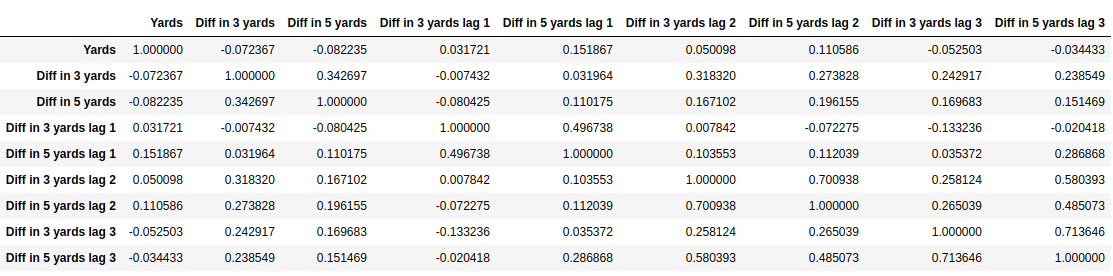 Yards Diff in 3 yards Diff in 5 yards Diff in 3 yards lag 1 Diff in 5 yards lag 1 Diff in 3 yards lag 2 Diff in 5 yards lag 2 Diff in 3 yards lag 3 Diff in 5 yards lag 3
Yards 1.000000 -0.072367 -0.082235 0.031721 0.151867 0.050098 0.110586 -0.052503 -0.034433
Diff in 3 yards -0.072367 1.000000 0.342697 -0.007432 0.031964 0.318320 0.273828 0.242917 0.238549
Diff in 5 yards -0.082235 0.342697 1.000000 -0.080425 0.110175 0.167102 0.196155 0.169683 0.151469
Diff in 3 yards lag 1 0.031721 -0.007432 -0.080425 1.000000 0.496738 0.007842 -0.072275 -0.133236 -0.020418
Diff in 5 yards lag 1 0.151867 0.031964 0.110175 0.496738 1.000000 0.103553 0.112039 0.035372 0.286868
Diff in 3 yards lag 2 0.050098 0.318320 0.167102 0.007842 0.103553 1.000000 0.700938 0.258124 0.580393
Diff in 5 yards lag 2 0.110586 0.273828 0.196155 -0.072275 0.112039 0.700938 1.000000 0.265039 0.485073
Diff in 3 yards lag 3 -0.052503 0.242917 0.169683 -0.133236 0.035372 0.258124 0.265039 1.000000 0.713646
Diff in 5 yards lag 3 -0.034433 0.238549 0.151469 -0.020418 0.286868 0.580393 0.485073 0.713646 1.000000